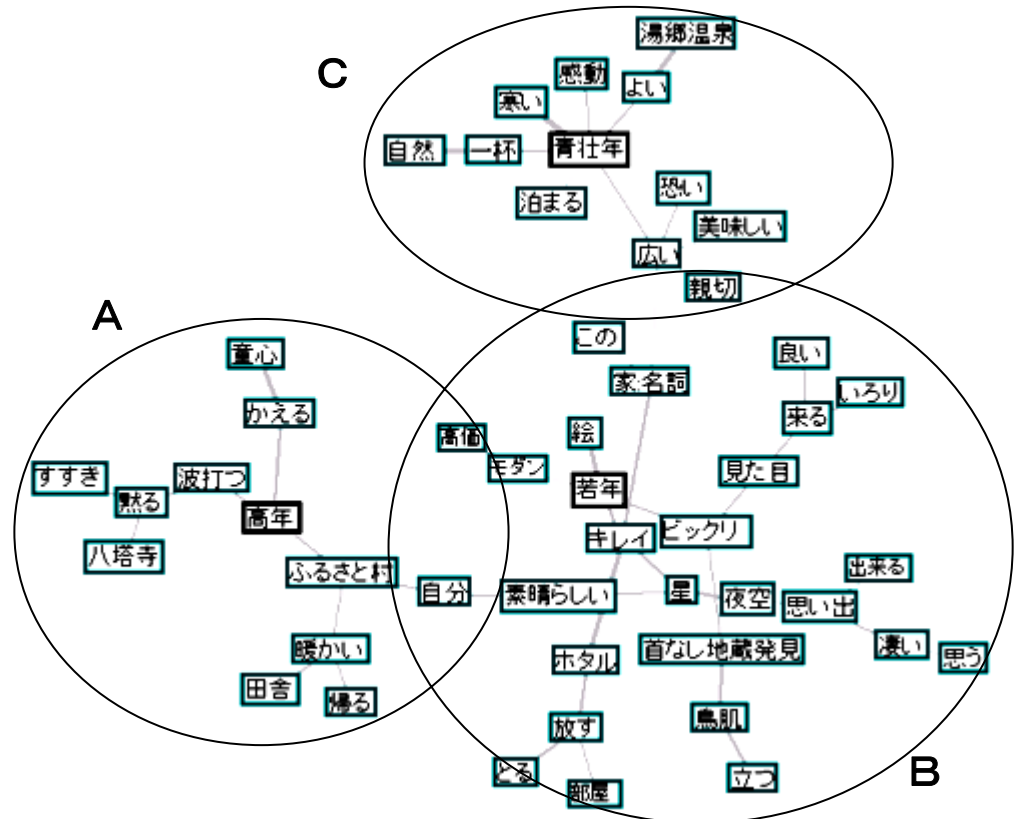 C
湯郷温泉
感動
よい
寒い
自然
一杯
青壮年
恐い
泊まる
美味しい
広い
親切
A
童心
かえる
すすき
波打つ
黙る
高年
八塔寺
ふるさと村
自分
暖かい
田舎
帰る
この
家:名詞
良い
いろり
来る
高価
モダン
絵
見た目
若年
キレイ
ビックリ
素晴らしい
星
夜空
出来る
思い出
凄い
思う
ホタル
首なし地蔵発見
放す
鳥肌
とる
部屋
立つ
B